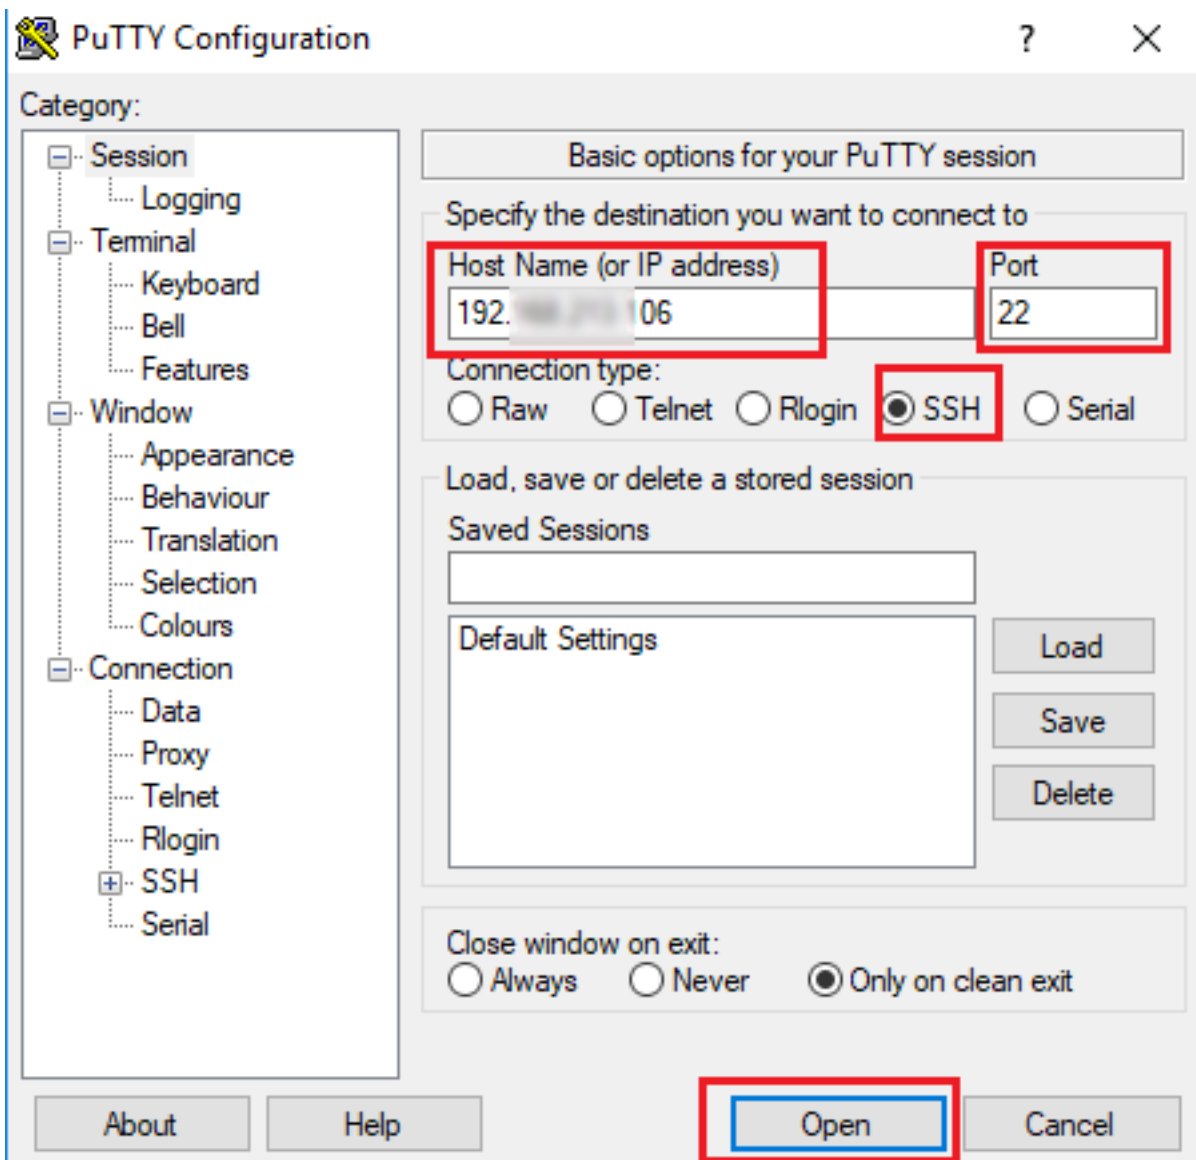 PuTTY Configuration
?
Category:
Session
Logging
Terminal
Keyboard
Bell
Features
Window
Appearance
Behaviour
Translation
Selection
Colours
Connection
Data
Proxy
Telnet
Rlogin
SSH
Serial
Basic options for your PuTTY session
Specify the destination you want to connect to
Host Name (or IP address) Port
192. 06 22
Connection type:
Raw Telnet Rlogin SSH Serial
Load, save or delete a stored session
Saved Sessions
Default Settings
Load
Save
Delete
Close window on exit:
Always Never Only on clean exit
About Help Open Cancel